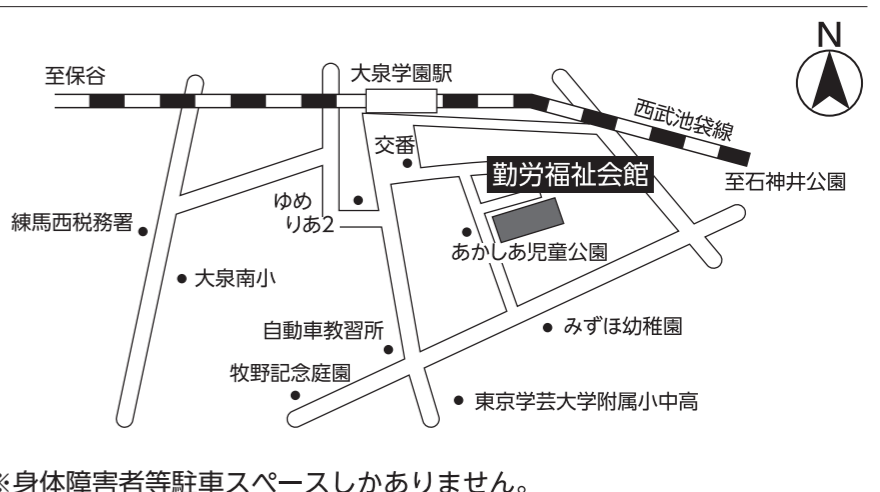 N
至保谷
大泉学園駅
西武池袋線
交番
勤労福祉会館
至石神井公園
ゆめ
りあ2
練馬西税務署
あかしあ児童公園
大泉南小
自動車教習所
みずほ幼稚園
牧野記念庭園
東京学芸大学附属小中高
※身体障害者等駐車スペースしかありません。